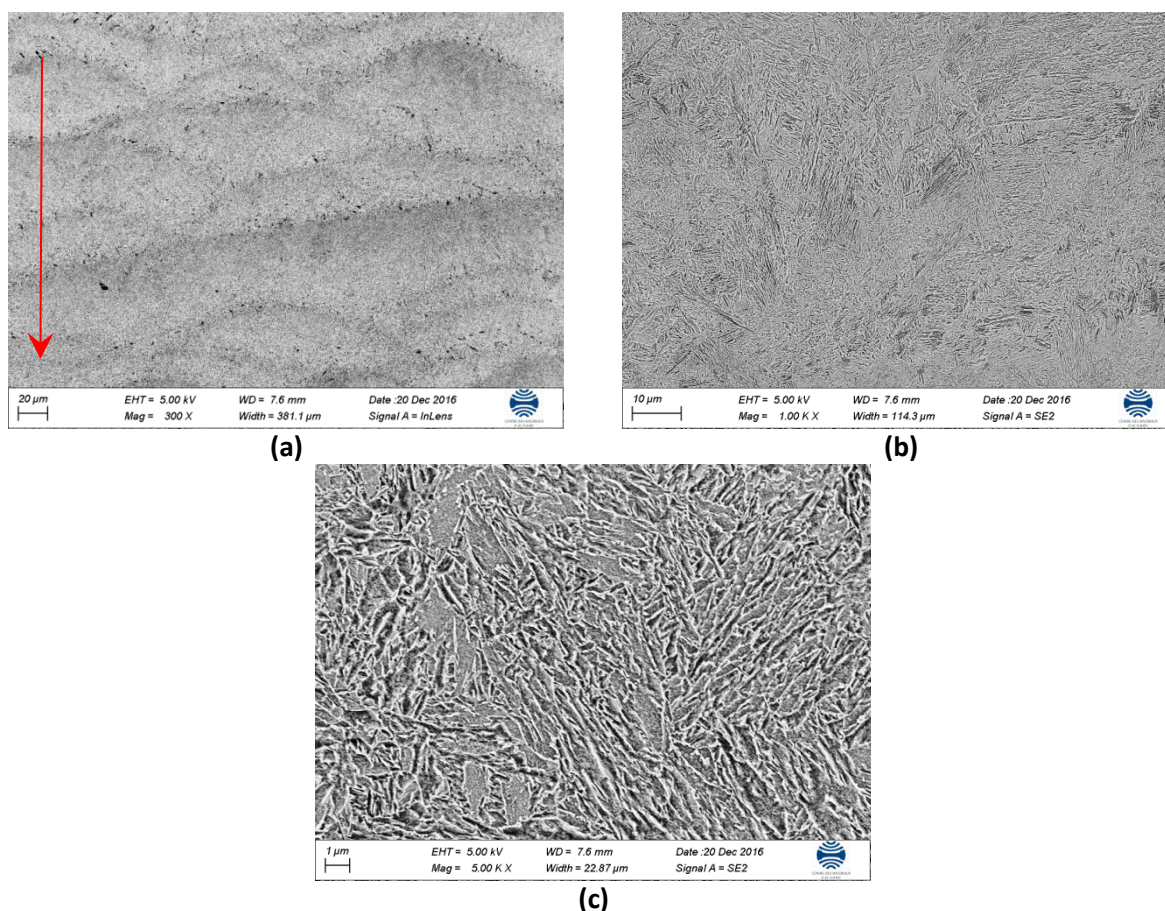 20 µm
EHT = 5.00 kV WD = 7.6 mm Date :20 Dec 2016
Mag = 300 X Width = 381.1 µm Signal A = InLens
(a)
10 µm
EHT = 5.00 kV WD = 7.6 mm Date :20 Dec 2016
Mag = 1.00 K X Width = 114.3 µm Signal A = SE2
(b)
1 µm
EHT = 5.00 kV WD = 7.6 mm Date :20 Dec 2016
Mag = 5.00 K X Width = 22.87 µm Signal A = SE2
(c)